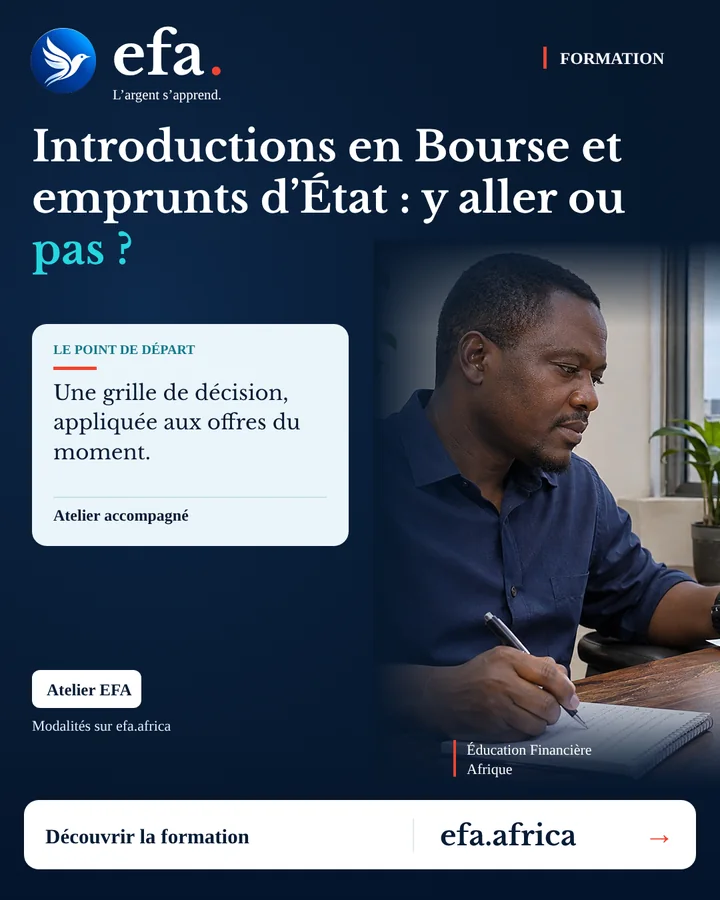 efa.
L’argent s’apprend.
FORMATION
Introductions en Bourse et
emprunts d’État : y aller ou
pas ?
LE POINT DE DÉPART
Une grille de décision,
appliquée aux offres du
moment.
Atelier accompagné
Atelier EFA
Modalités sur efa.africa
Éducation Financière
Afrique
Découvrir la formation
efa.africa →